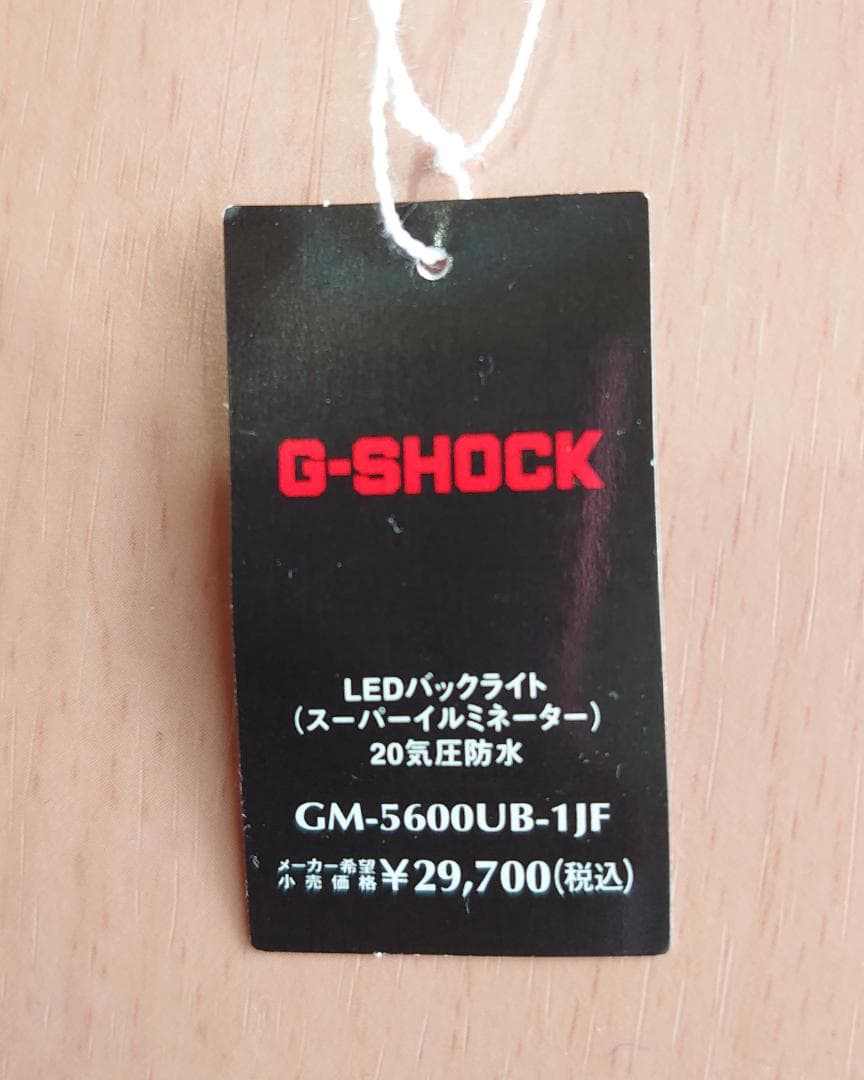 G-SHOCK
LEDバックライト
(スーパーイルミネーター)
20気圧防水
GM-5600UB-1JF
メーカー希望小売価格 ¥29,700(税込)